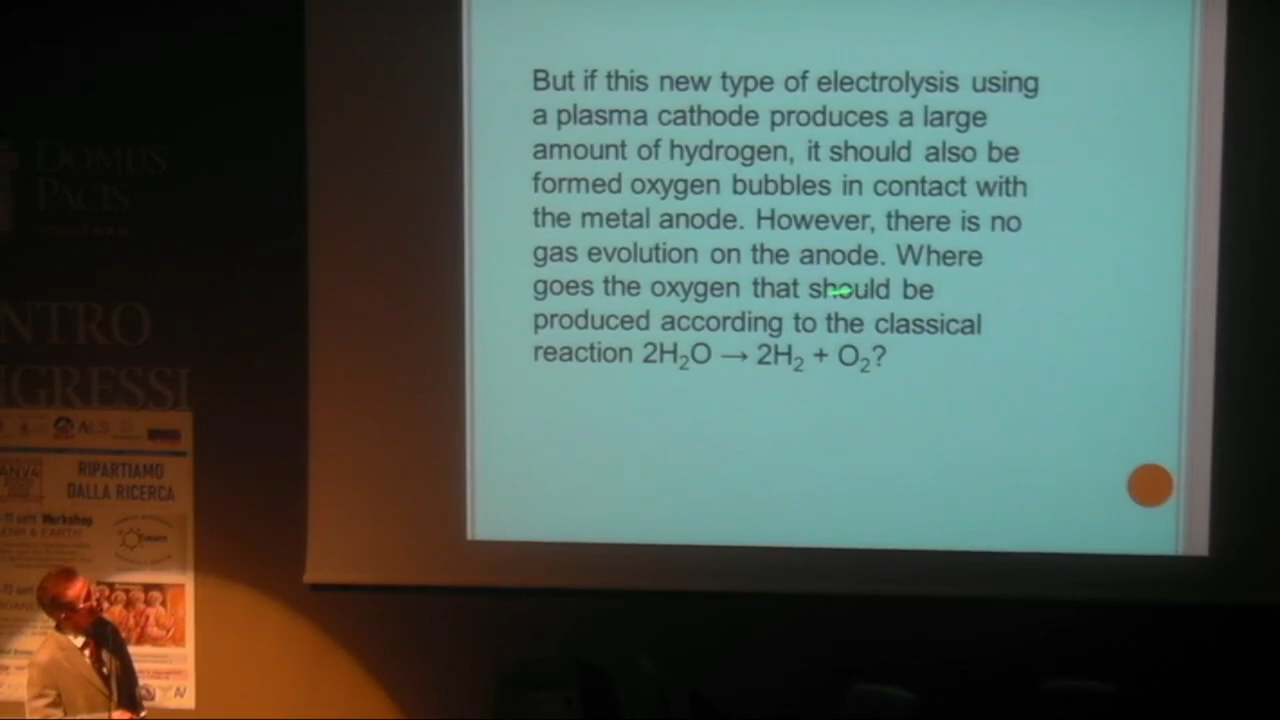 But if this new type of electrolysis using
a plasma cathode produces a large
amount of hydrogen, it should also be
formed oxygen bubbles in contact with
the metal anode. However, there is no
gas evolution on the anode. Where
goes the oxygen that should be
produced according to the classical
reaction 2H₂O → 2H₂ + O₂?
DOMUS
PACIS
NTRO
NGRESSI
ALS
RIPARTIAMO
DALLA RICERCA
Workshop
& EARTH